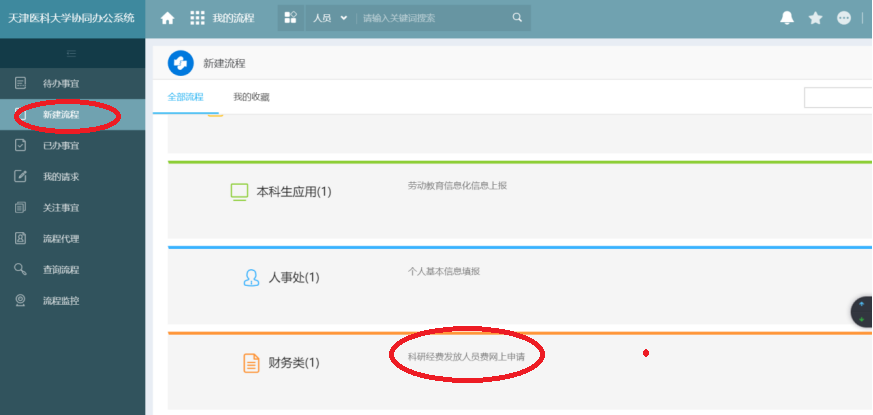 天津医科大学协同办公系统
我的流程
人员
请输入关键词搜索
待办事宜
新建流程
已办事宜
我的请求
关注事宜
流程代理
查询流程
流程监控
新建流程
全部流程
我的收藏
本科生应用(1)
劳动教育信息化信息上报
人事处(1)
个人基本信息填报
财务类(1)
科研经费发放人员费网上申请